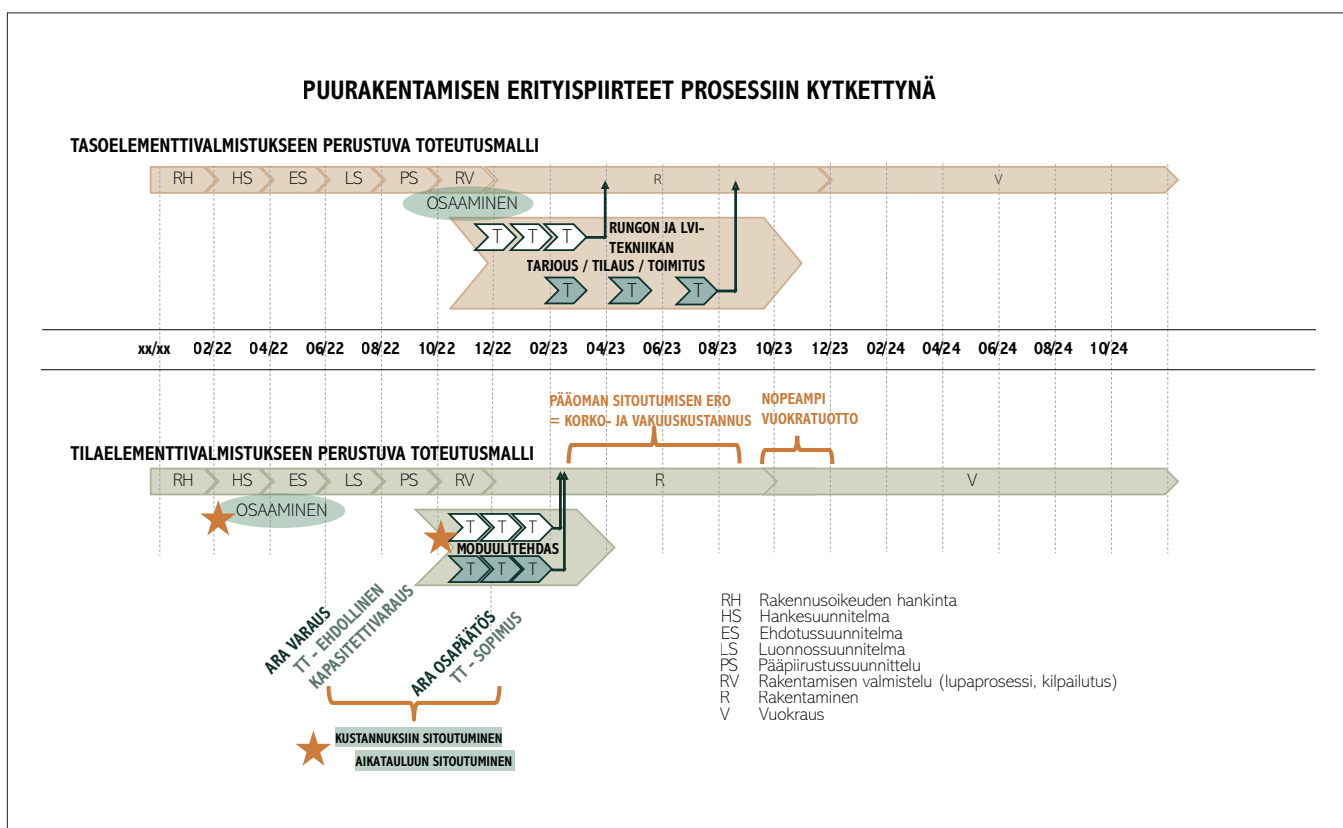 PUURAKENTAMISEN ERITYISPIIRTEET PROSESSIIN KYTKETTYNÄ
TASOELEMENTTIVALMISTUKSEEN PERUSTUVA TOTEUTUSMALLI
RH HS ES LS PS RV R V
OSAAMINEN
T T T
RUNGON JA LVI-
TEKNIIKAN
TARJOUS / TILAUS / TOIMITUS
T T T
xx/xx 02/22 04/22 06/22 08/22 10/22 12/22 02/23 04/23 06/23 08/23 10/23 12/23 02/24 04/24 06/24 08/24 10/24
PÄÄOMAN SITOUTUMISEN ERO
= KORKO- JA VAKUUSKUSTANNUS
NOPEAMPI
VUOKRATUOTTO
TILAELEMENTTIVALMISTUKSEEN PERUSTUVA TOTEUTUSMALLI
RH HS ES LS PS RV R V
OSAAMINEN
T T T
MODUULITEHDAS
T T T
ARA VARAUS
TT - EHDOLLINEN
KAPASITETTIVARAUS
ARA OSAPÄÄTÖS
TT - SOPIMUS
KUSTANNUKSIIN SITOUTUMINEN
AIKATAULUUN SITOUTUMINEN
RH Rakennusoikeuden hankinta
HS Hankesuunnitelma
ES Ehdotussuunnitelma
LS Luonnossuunnitelma
PS Pääpiirustussuunnittelu
RV Rakentamisen valmistelu (lupaprosessi, kilpailutus)
R Rakentaminen
V Vuokraus